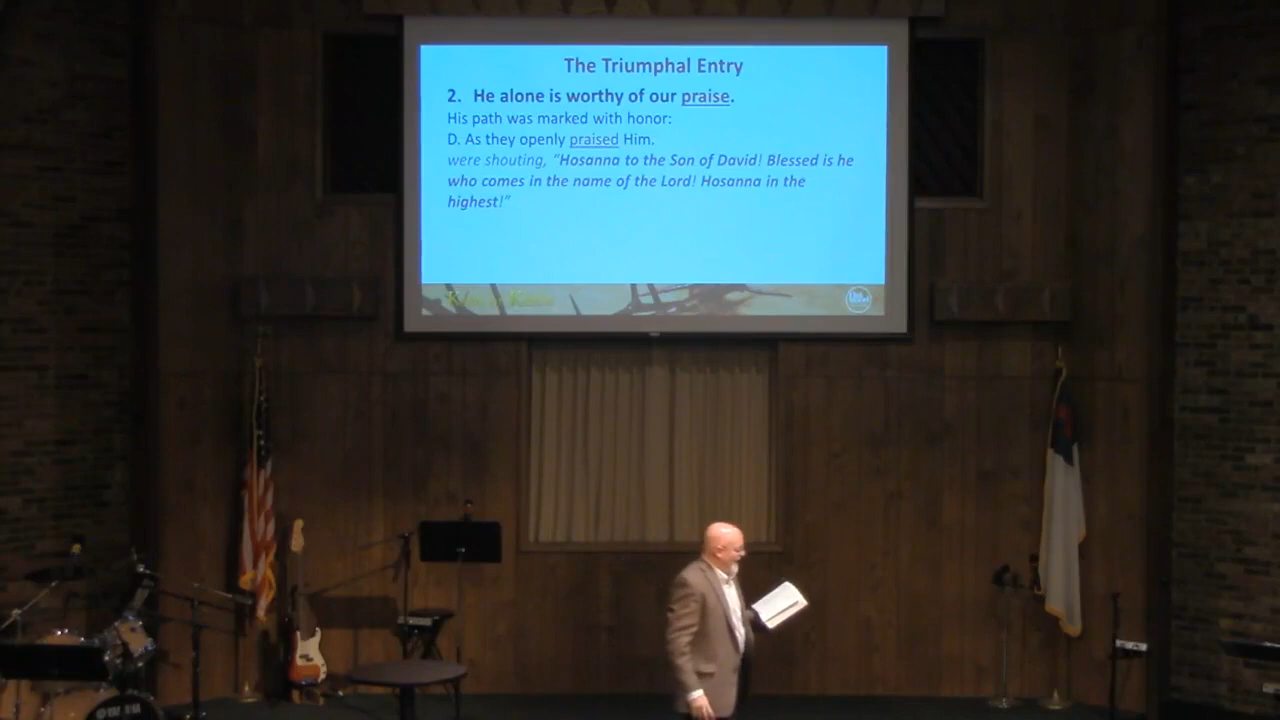 The Triumphal Entry
2. He alone is worthy of our praise.
His path was marked with honor:
D. As they openly praised Him.
were shouting, “Hosanna to the Son of David! Blessed is he
who comes in the name of the Lord! Hosanna in the
highest!”
YAMAHA